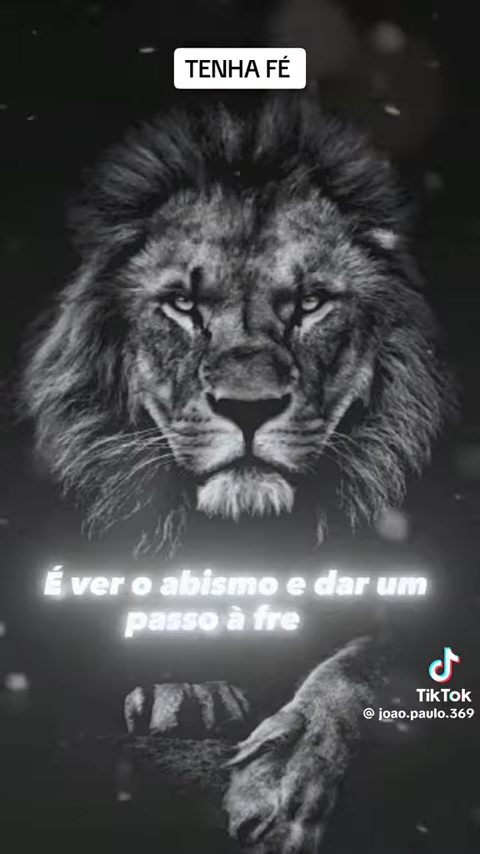 TENHA FÉ
É ver o abismo e dar um
passo à fre
TikTok
@ joao.paulo.369